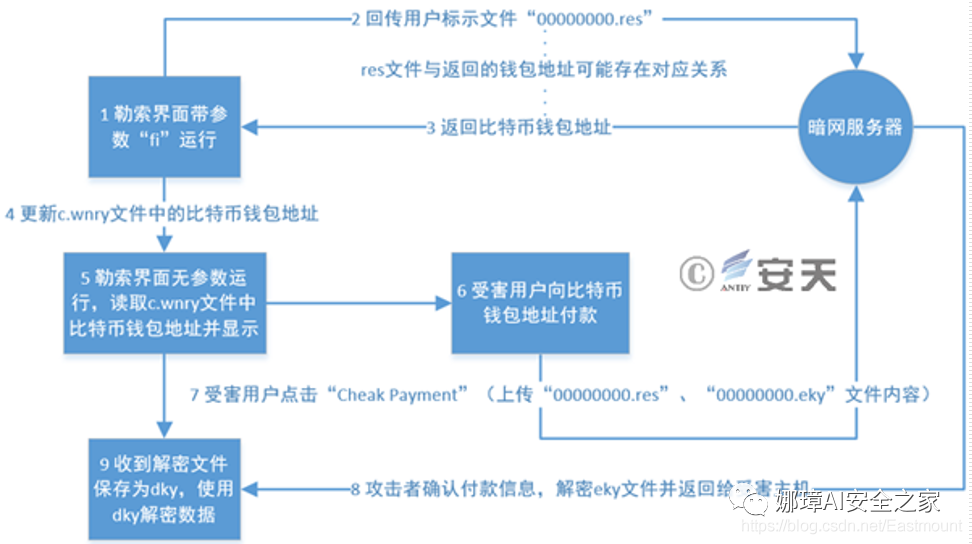 2 回传用户标示文件“00000000.res”
res文件与返回的钱包地址可能存在对应关系
1 勒索界面带参
数“fi”运行
3 返回比特币钱包地址
暗网服务器
4 更新c.wnry文件中的比特币钱包地址
5 勒索界面无参数运
行，读取c.wnry文件中
比特币钱包地址并显示
6 受害用户向比特币
钱包地址付款
©
ANTIY 安天
7 受害用户点击“Cheak Payment”（上传“00000000.res”、“00000000.eky”文件内容）
9 收到解密文件
保存为dky，使用
dky解密数据
8 攻击者确认付款信息，解密eky文件并返回给受害主机
娜璋AI安全之家
https://blog.csdn.net/Eastmount